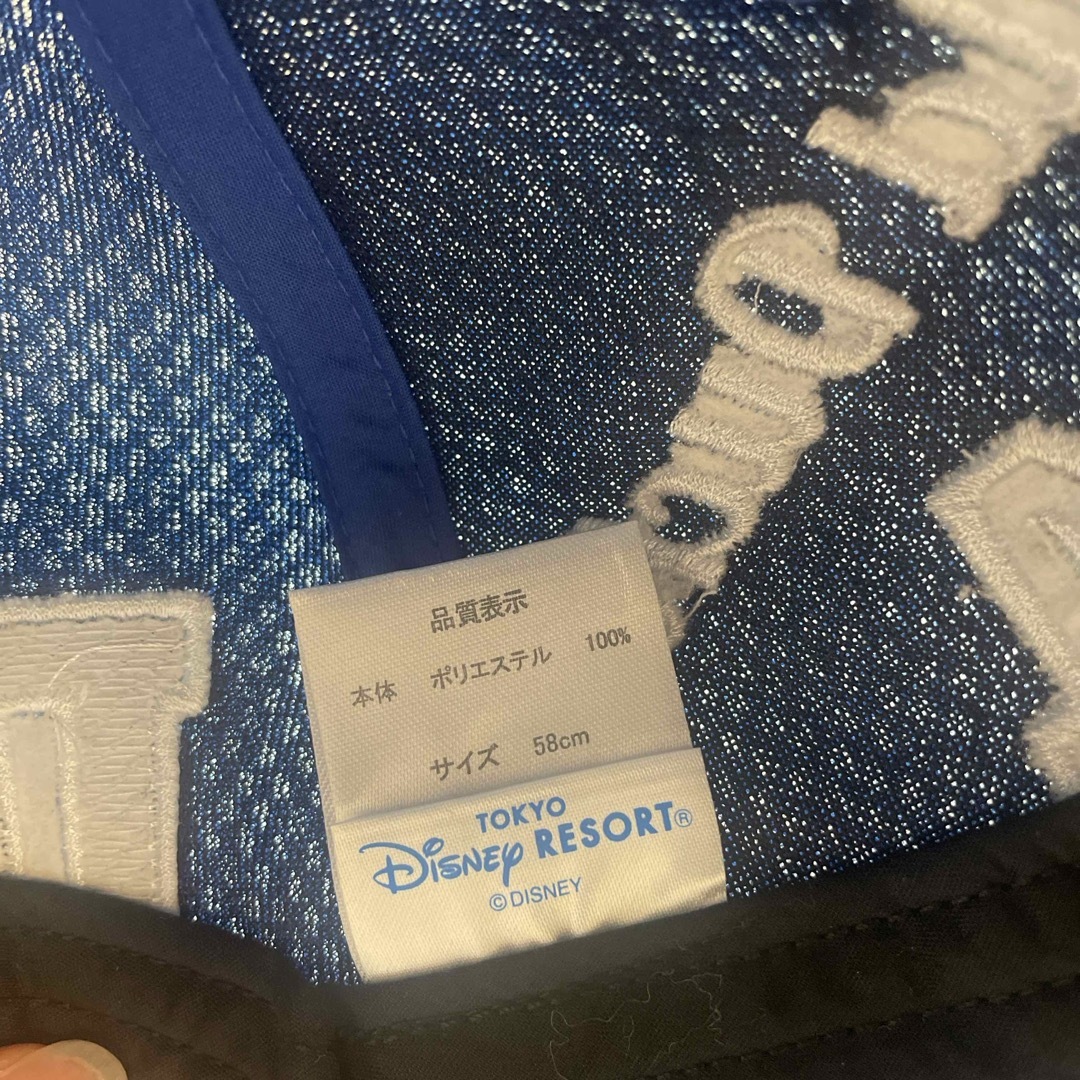 品質表示
本体 ポリエステル 100%
サイズ 58cm
TOKYO
Disney RESORT®
© DISNEY